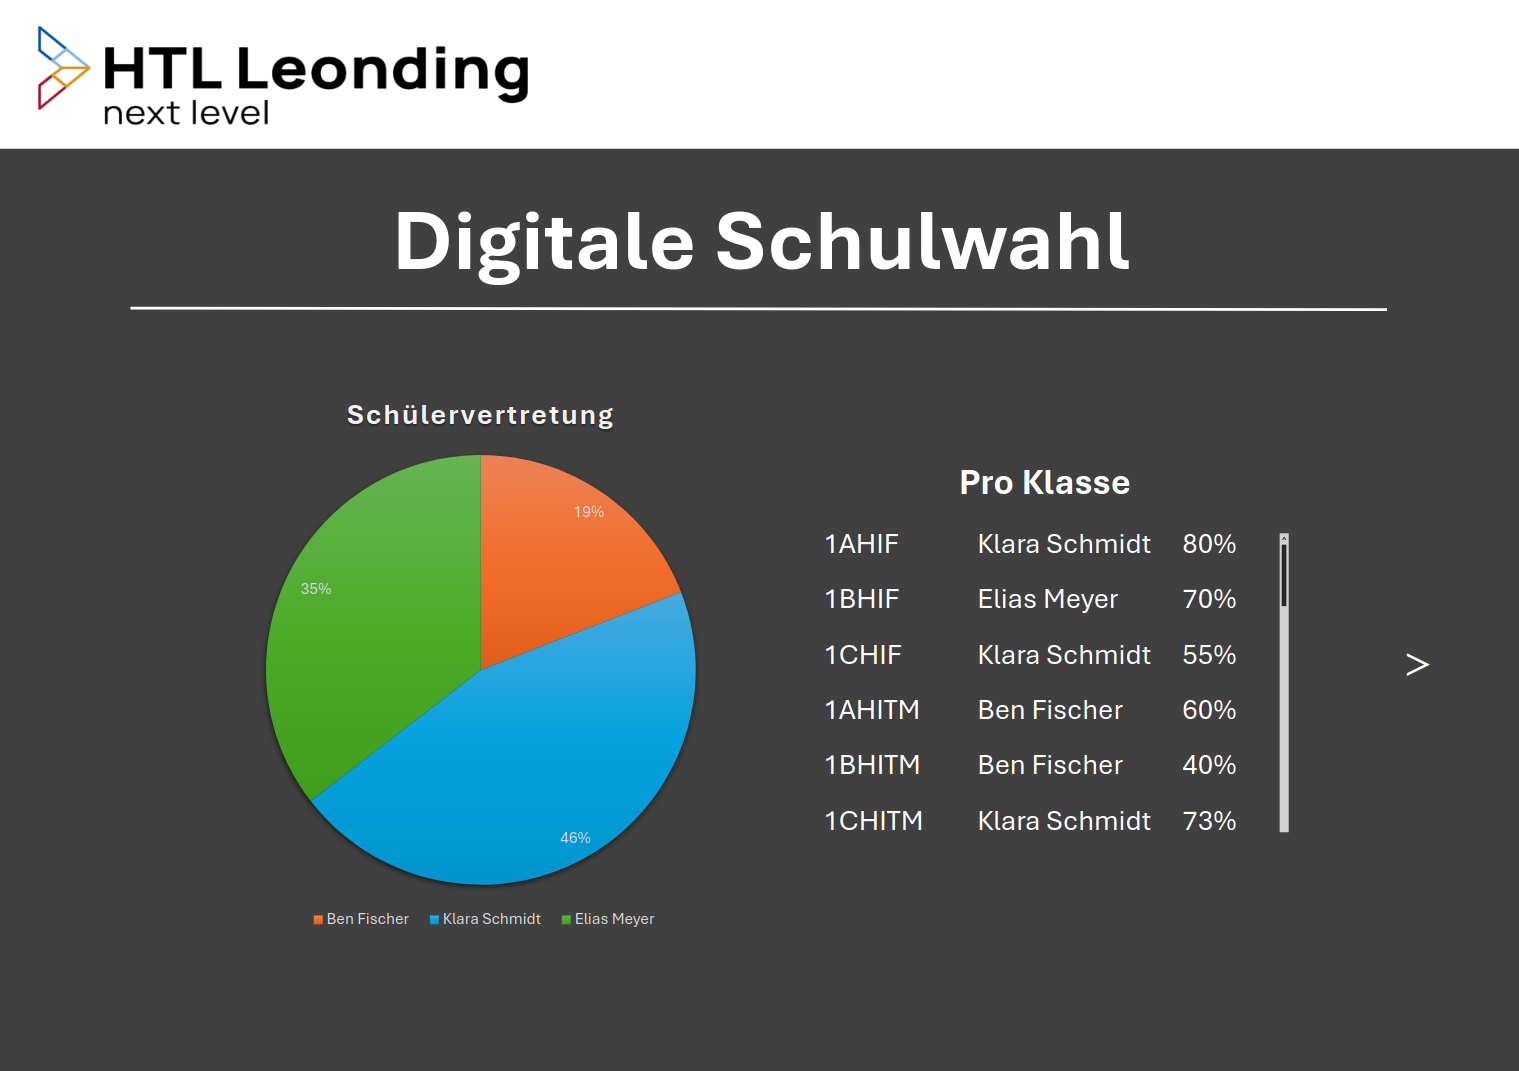 HTL Leonding
next level
Digitale Schulwahl
Schülervertretung
19%
35%
46%
Ben Fischer Klara Schmidt Elias Meyer
Pro Klasse
1AHIF Klara Schmidt 80%
1BHIF Elias Meyer 70%
1CHIF Klara Schmidt 55%
1AHITM Ben Fischer 60%
1BHITM Ben Fischer 40%
1CHITM Klara Schmidt 73%
>